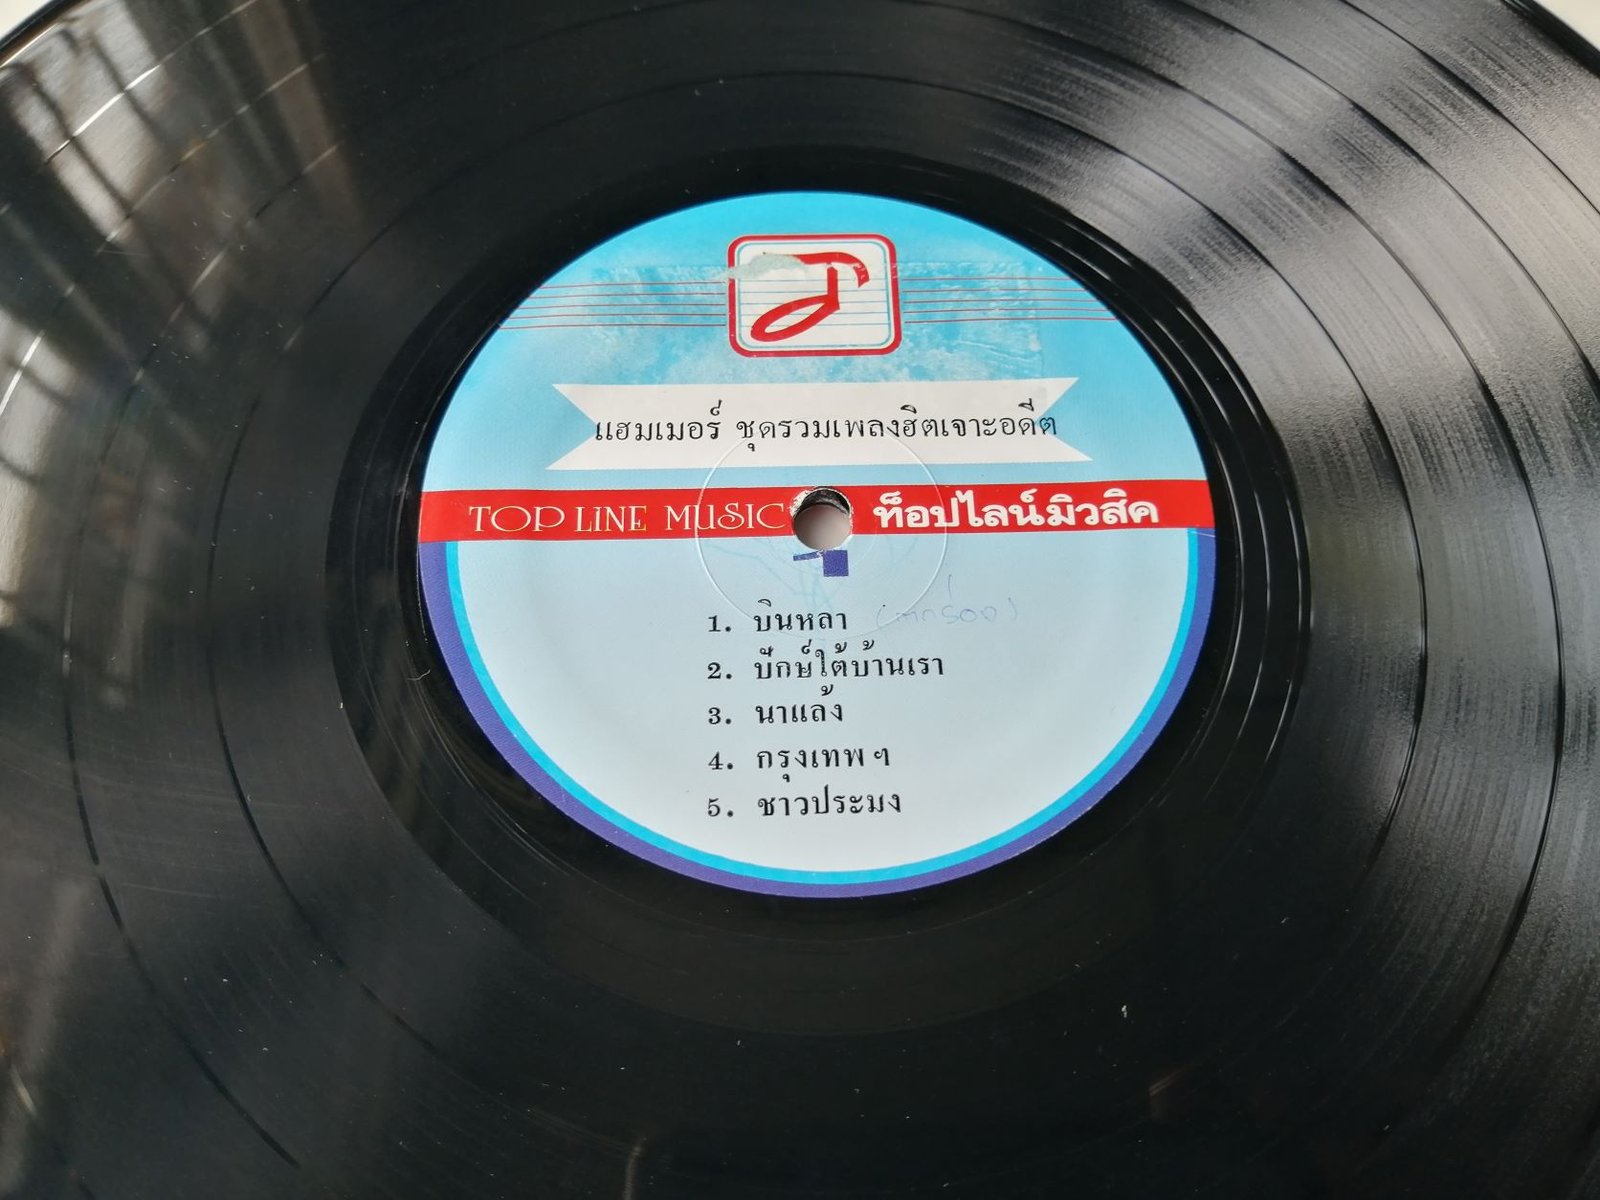 แฮมเมอร์ ชุดรวมเพลงฮิตเจาะอดีต
TOP LINE MUSIC ท็อปไลน์มิวสิค
1
1. บินหลา
2. ปักษ์ใต้บ้านเรา
3. นาแล้ง
4. กรุงเทพฯ
5. ชาวประมง